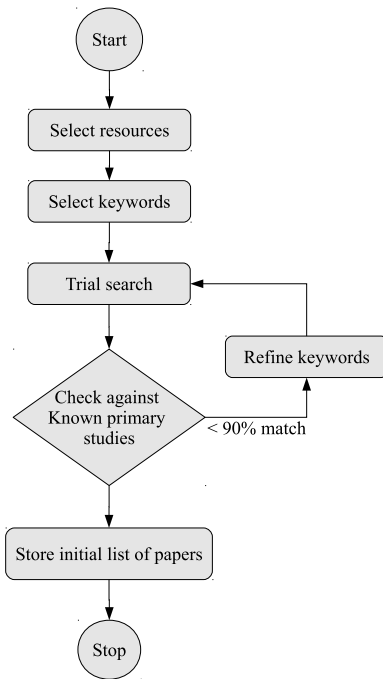 Start
Select resources
Select keywords
Trial search
Refine keywords
Check against
Known primary
studies
< 90% match
Store initial list of papers
Stop